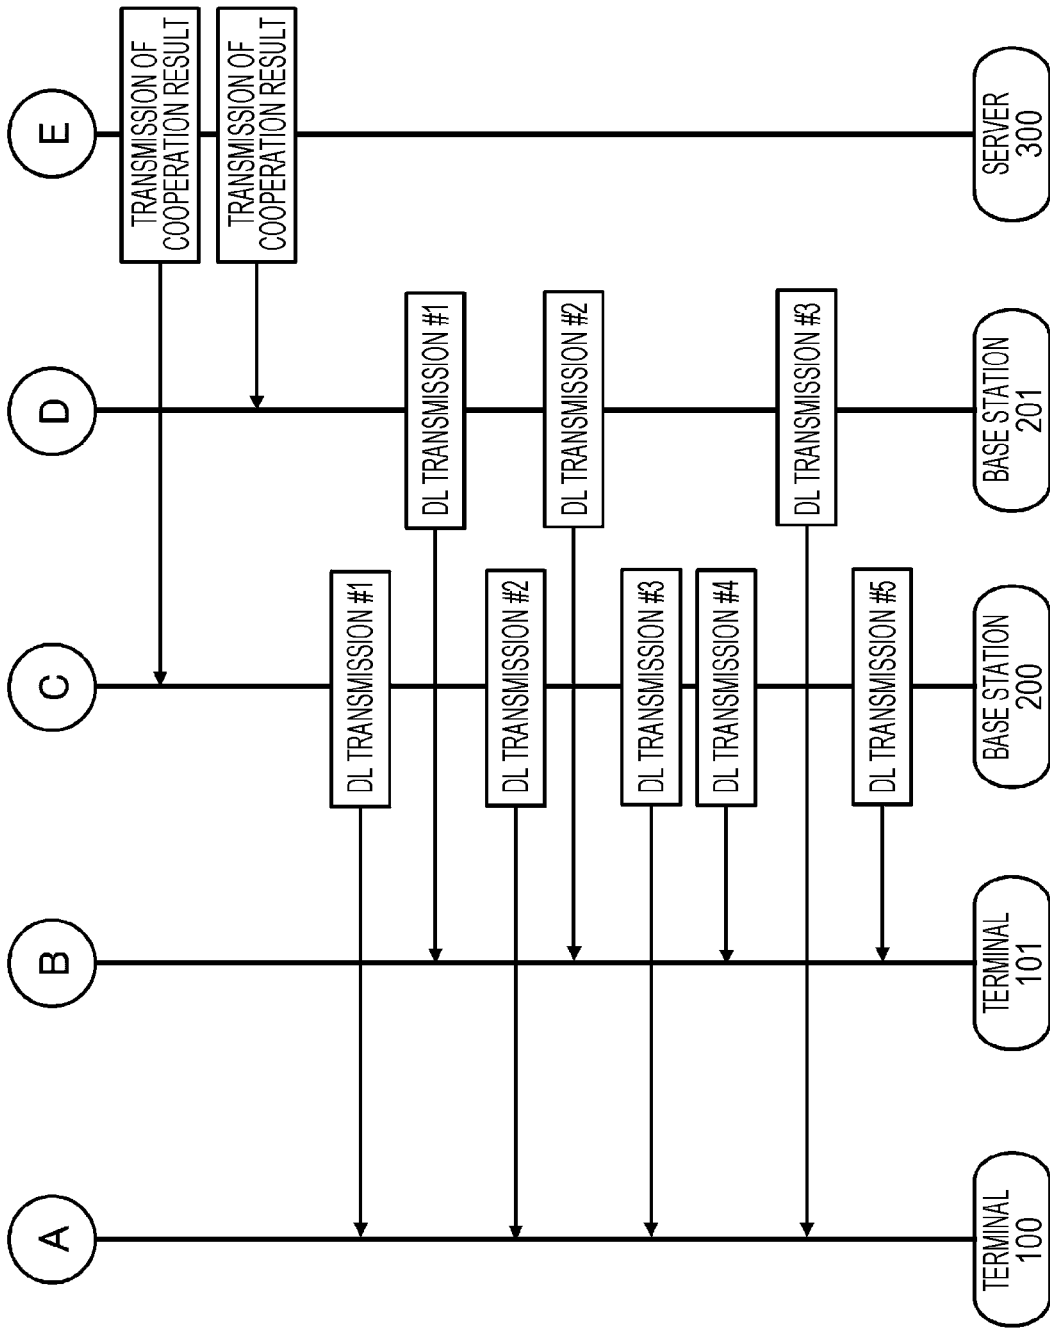 A
B
C
D
E
TRANSMISSION OF
COOPERATION RESULT
TRANSMISSION OF
COOPERATION RESULT
DL TRANSMISSION #1
DL TRANSMISSION #1
DL TRANSMISSION #2
DL TRANSMISSION #2
DL TRANSMISSION #3
DL TRANSMISSION #4
DL TRANSMISSION #3
DL TRANSMISSION #5
TERMINAL
100
TERMINAL
101
BASE STATION
200
BASE STATION
201
SERVER
300